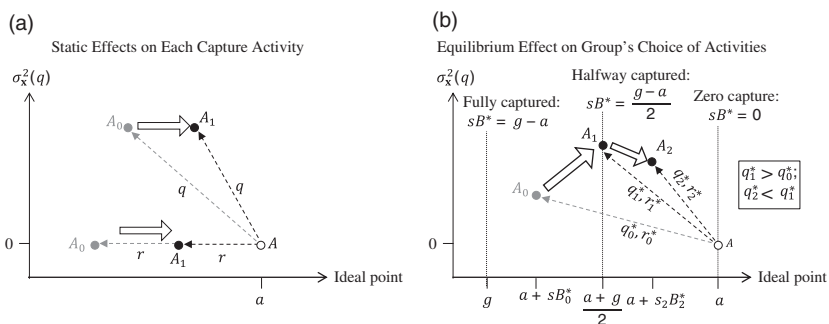 (a)
Static Effects on Each Capture Activity
σ²ₓ(q)
A₀
A₁
q
q
0
A₀
r
A₁
r
A
a
Ideal point
(b)
Equilibrium Effect on Group's Choice of Activities
σ²ₓ(q)
Halfway captured:
sB* = (g − a)/2
Fully captured:
sB* = g − a
Zero capture:
sB* = 0
A₁
A₂
A₀
q₂*, r₂*
q₁*, r₁*
q₀*, r₀*
q₁* > q₀*;
q₂* < q₁*
0
A
g
a + sB₀*
(a + g)/2
a + s₂B₂*
a
Ideal point